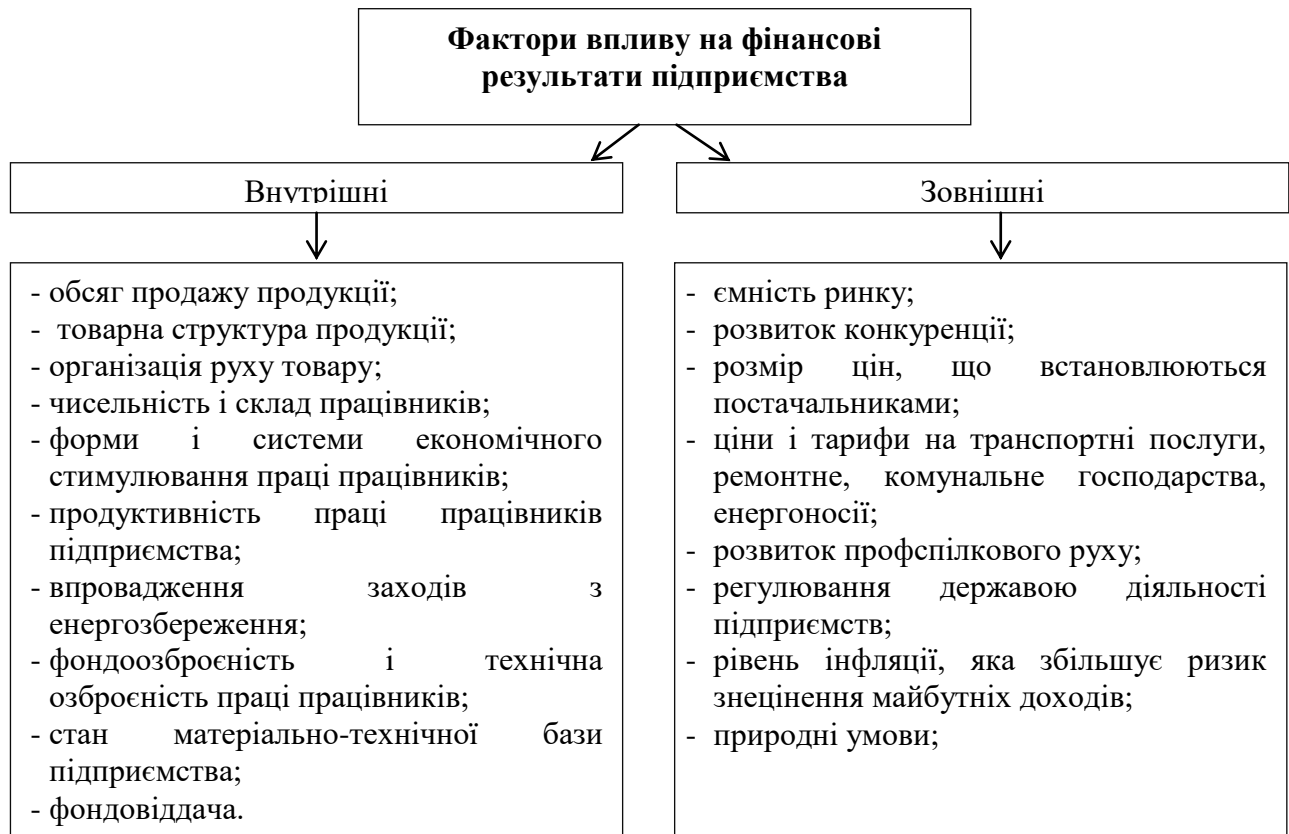 Фактори впливу на фінансові
результати підприємства
Внутрішні
Зовнішні
- обсяг продажу продукції;
- товарна структура продукції;
- організація руху товару;
- чисельність і склад працівників;
- форми і системи економічного
стимулювання праці працівників;
- продуктивність праці працівників
підприємства;
- впровадження заходів з
енергозбереження;
- фондоозброєність і технічна
озброєність праці працівників;
- стан матеріально-технічної бази
підприємства;
- фондовіддача.
- ємність ринку;
- розвиток конкуренції;
- розмір цін, що встановлюються
постачальниками;
- ціни і тарифи на транспортні послуги,
ремонтне, комунальне господарства,
енергоносії;
- розвиток профспілкового руху;
- регулювання державою діяльності
підприємств;
- рівень інфляції, яка збільшує ризик
знецінення майбутніх доходів;
- природні умови;